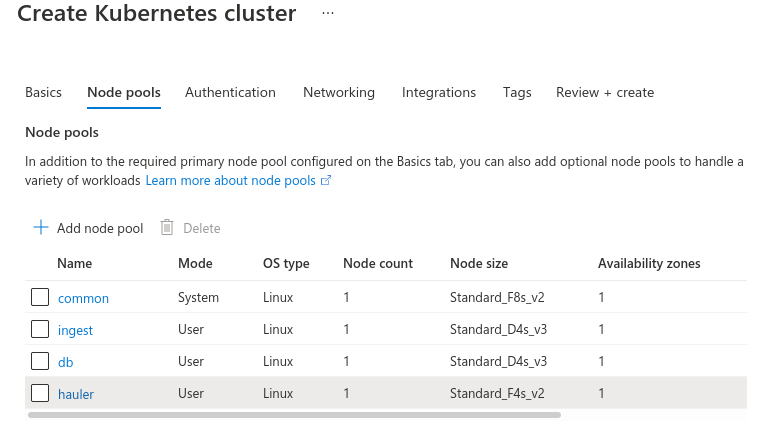 Create Kubernetes cluster ...
Basics Node pools Authentication Networking Integrations Tags Review + create
Node pools
In addition to the required primary node pool configured on the Basics tab, you can also add optional node pools to handle a
variety of workloads Learn more about node pools
Add node pool Delete
Name Mode OS type Node count Node size Availability zones
common System Linux 1 Standard_F8s_v2 1
ingest User Linux 1 Standard_D4s_v3 1
db User Linux 1 Standard_D4s_v3 1
hauler User Linux 1 Standard_F4s_v2 1